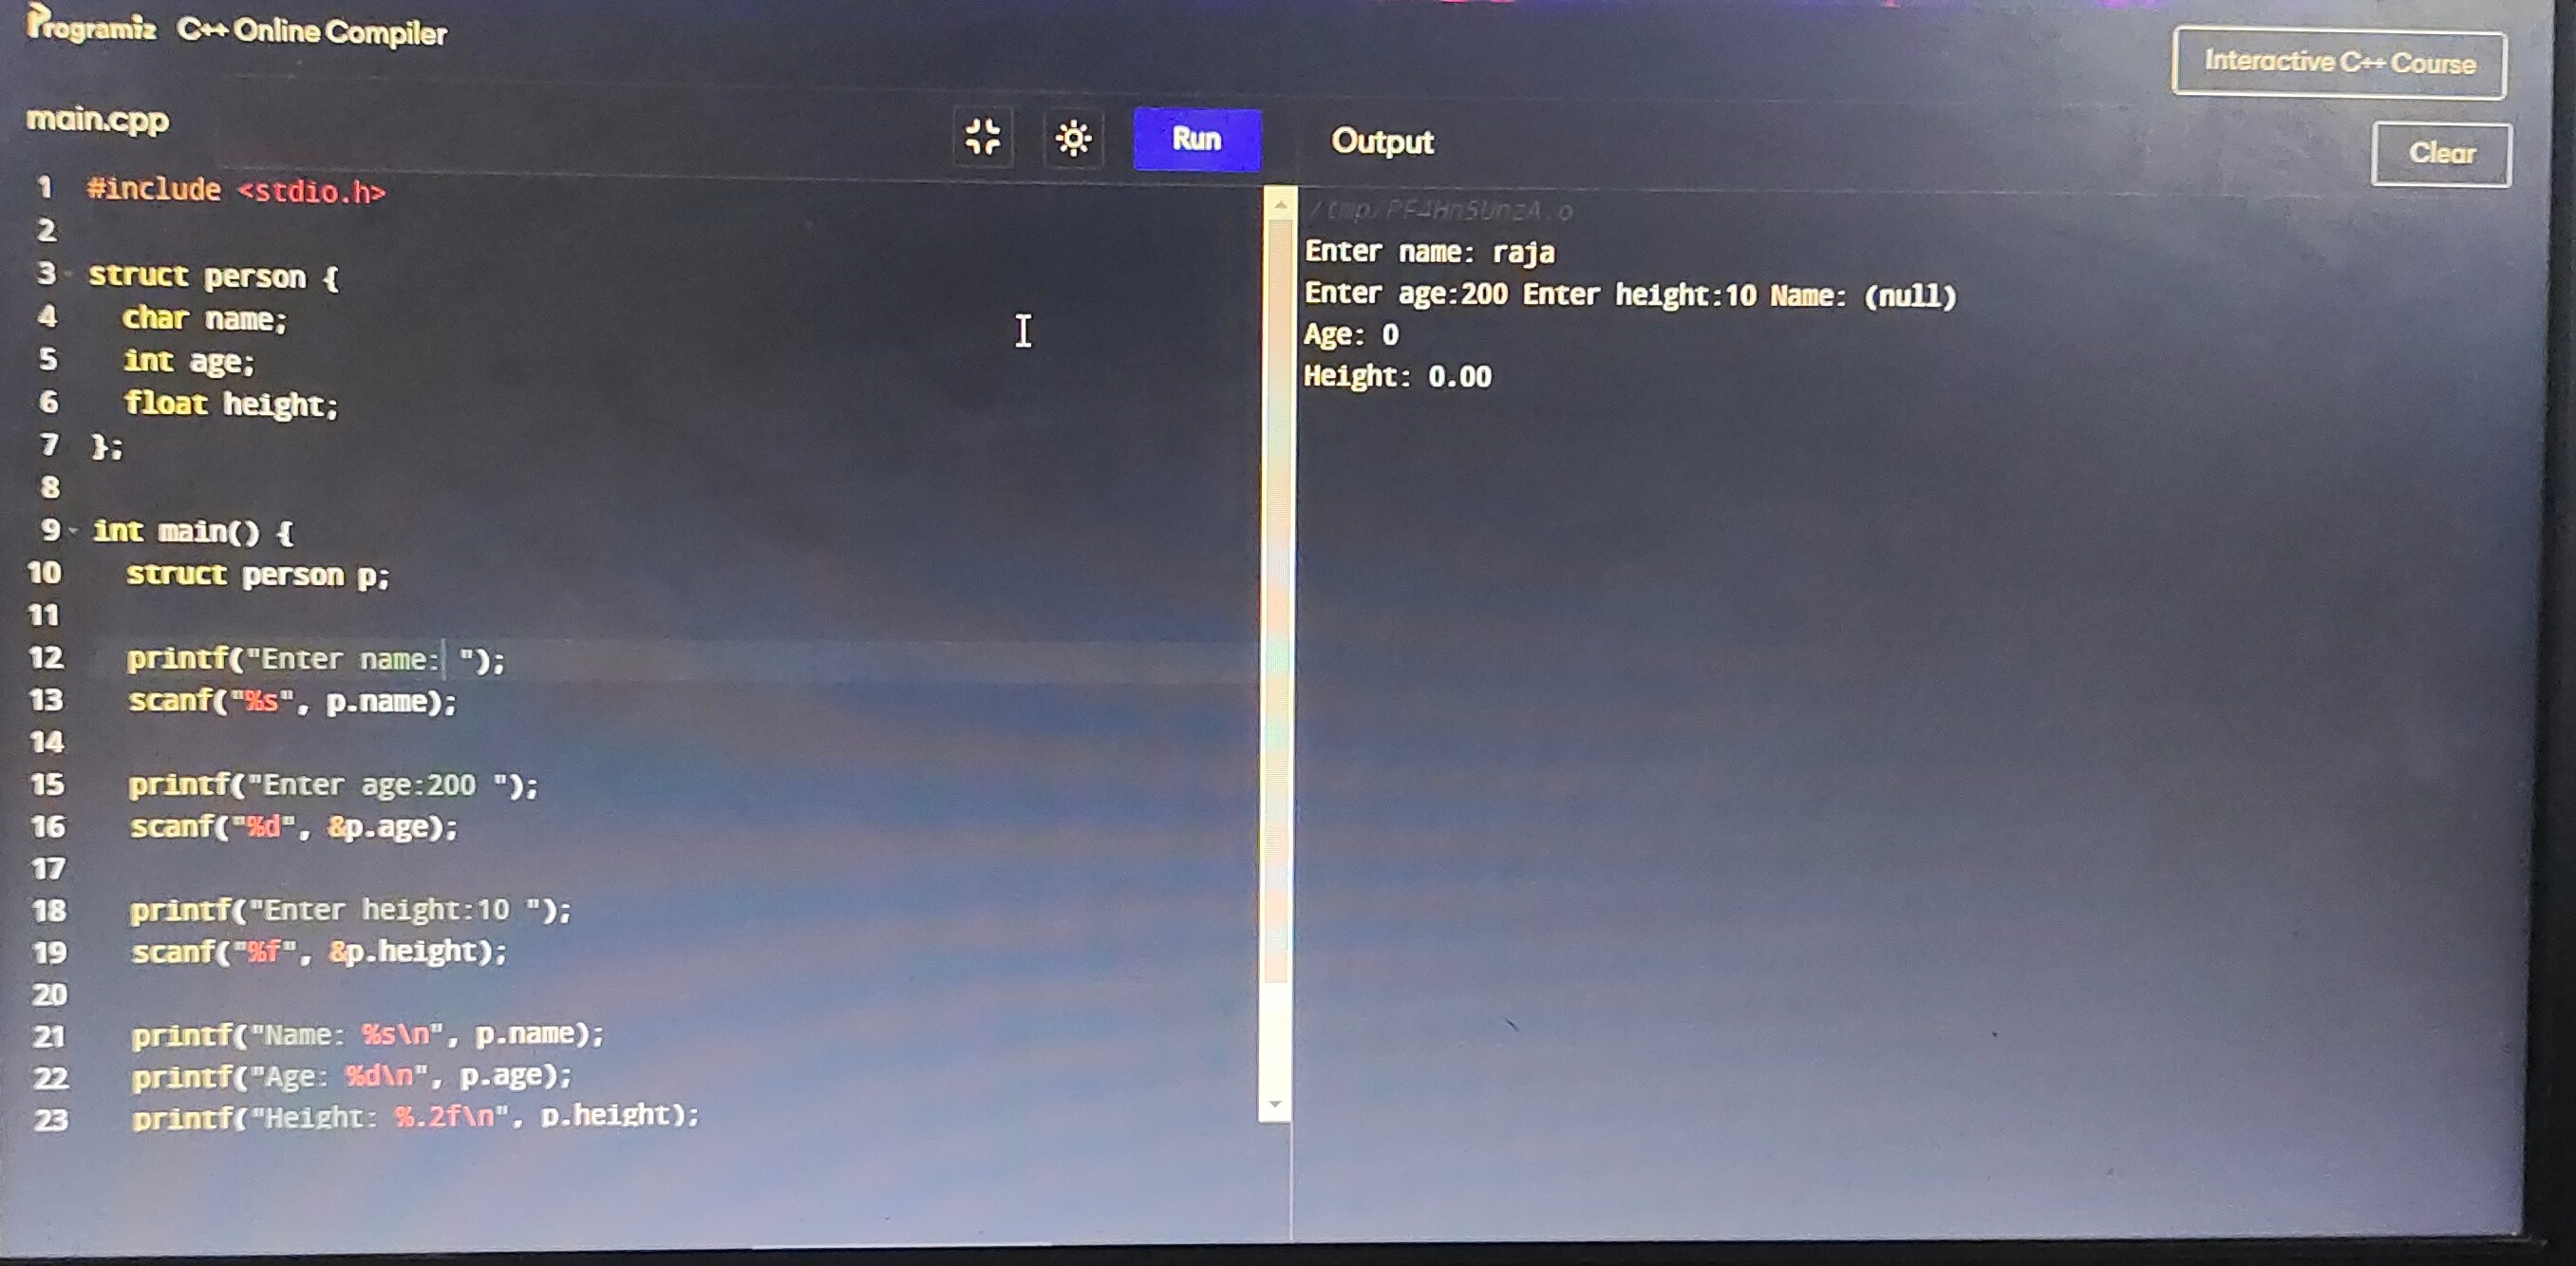 Programiz C++ Online Compiler
Interactive C++ Course
main.cpp
Run
Output
Clear
1 #include <stdio.h>
2
3 struct person {
4 char name;
5 int age;
6 float height;
7 };
8
9 int main() {
10 struct person p;
11
12 printf("Enter name: ");
13 scanf("%s", p.name);
14
15 printf("Enter age:200 ");
16 scanf("%d", &p.age);
17
18 printf("Enter height:10 ");
19 scanf("%f", &p.height);
20
21 printf("Name: %s\n", p.name);
22 printf("Age: %d\n", p.age);
23 printf("Height: %.2f\n", p.height);
Enter name: raja
Enter age:200 Enter height:10 Name: (null)
Age: 0
Height: 0.00